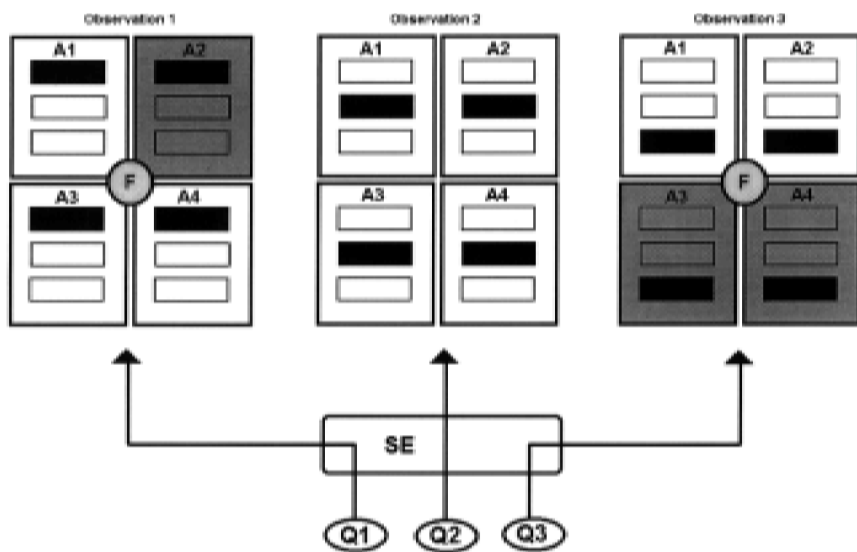 Observation 1
Observation 2
Observation 3
A1 A2
A1 A2
A1 A2
F
F
A3 A4
A3 A4
A3 A4
SE
Q1 Q2 Q3